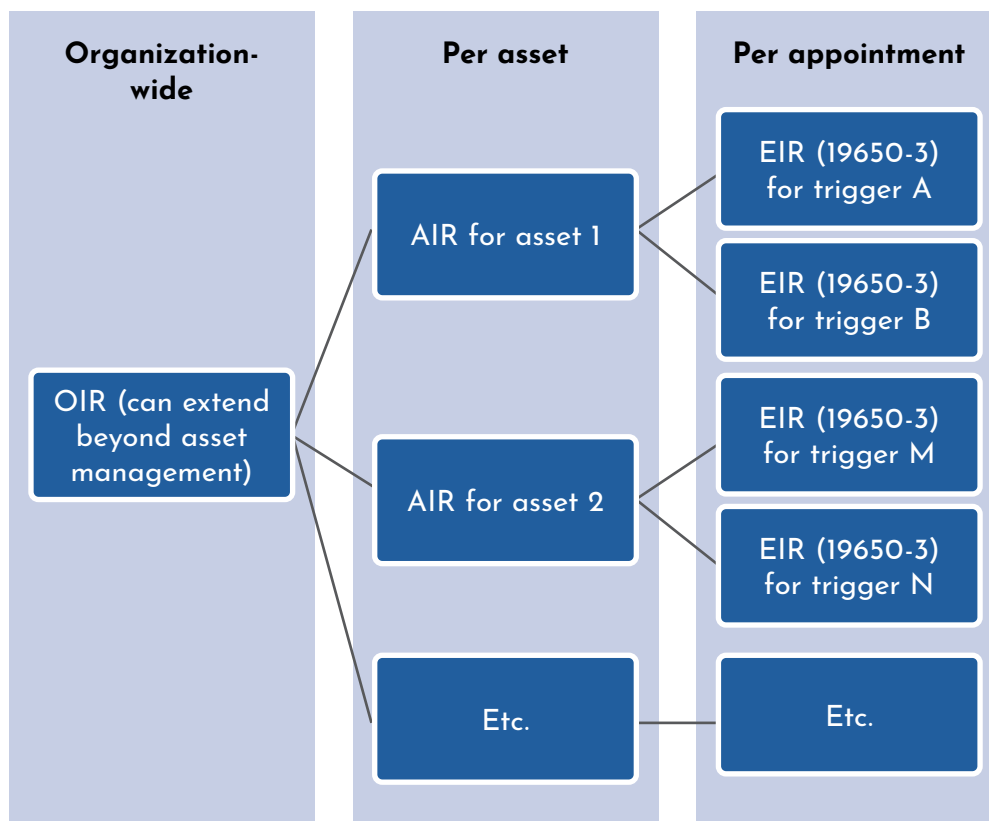 Organization-
wide
Per asset
Per appointment
OIR (can extend
beyond asset
management)
AIR for asset 1
AIR for asset 2
Etc.
EIR (19650-3)
for trigger A
EIR (19650-3)
for trigger B
EIR (19650-3)
for trigger M
EIR (19650-3)
for trigger N
Etc.